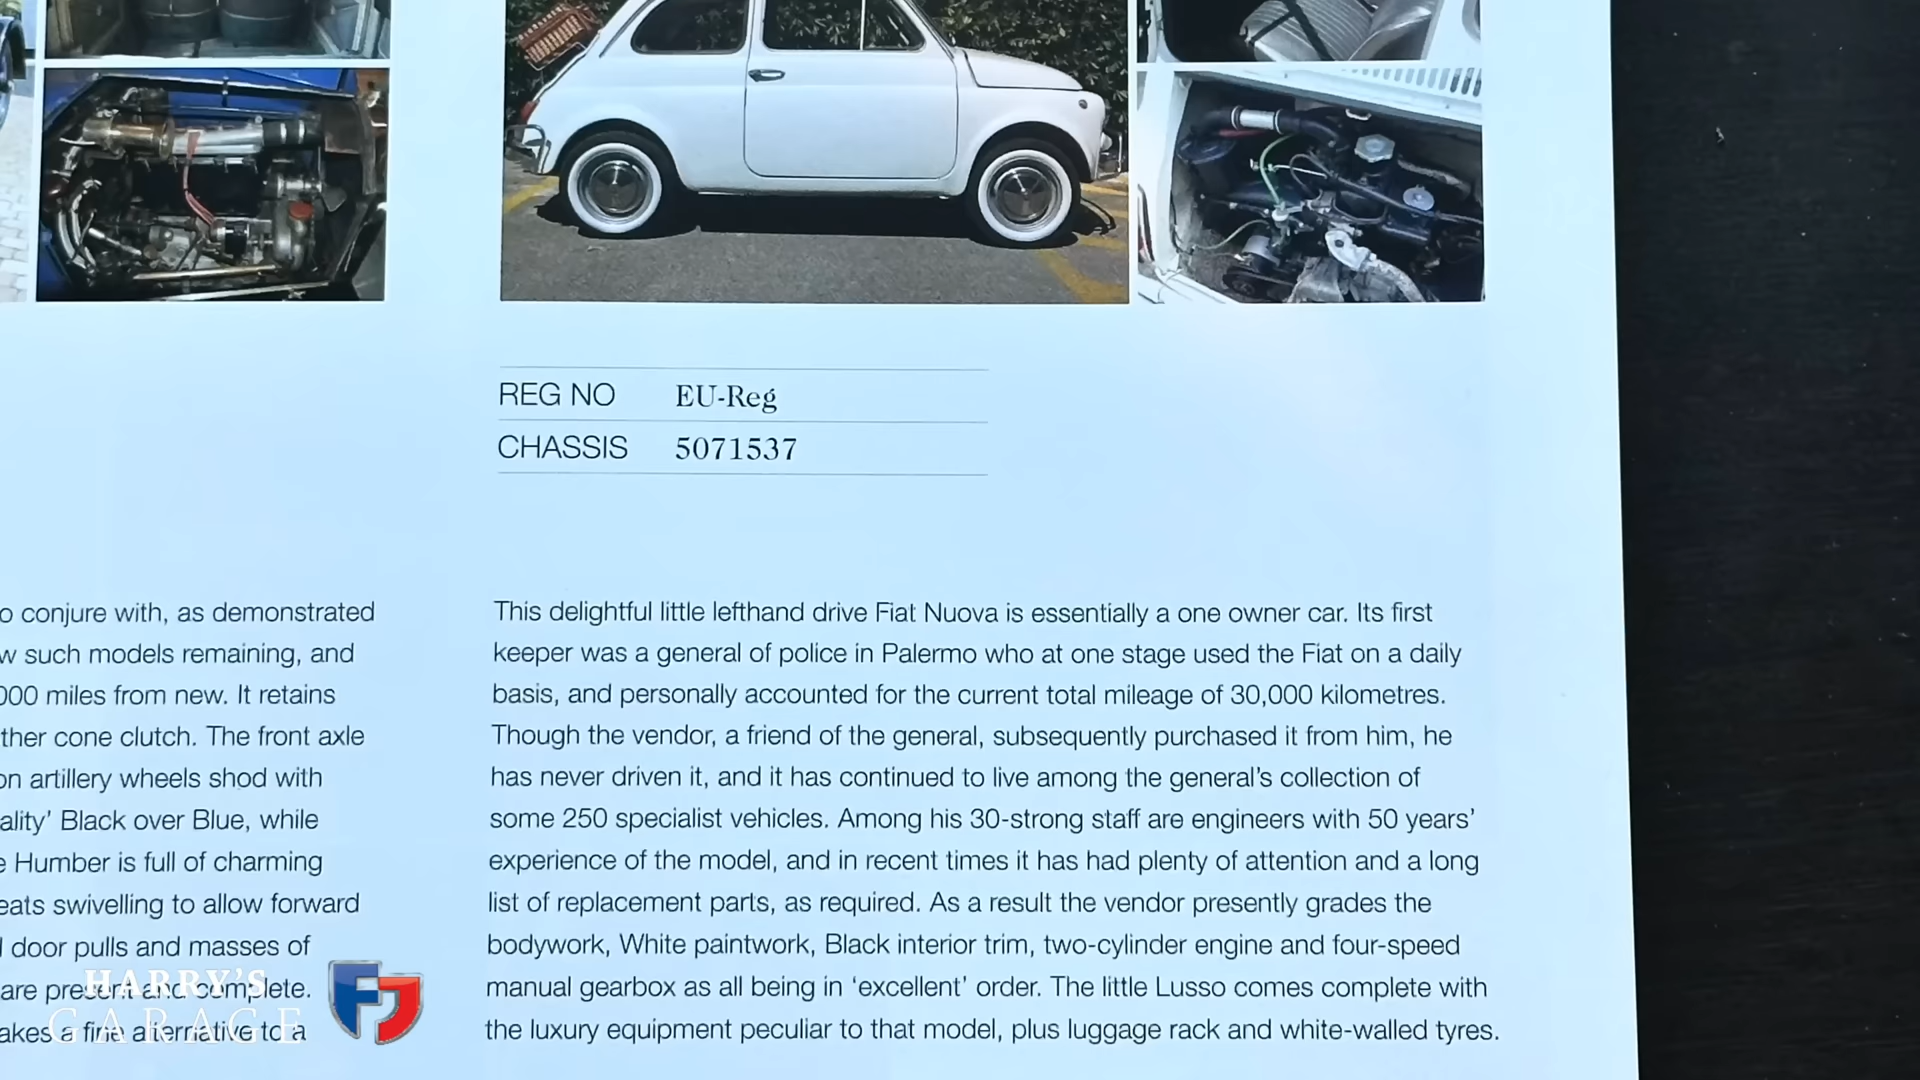 REG NO EU-Reg
CHASSIS 5071537
o conjure with, as demonstrated
w such models remaining, and
000 miles from new. It retains
ther cone clutch. The front axle
on artillery wheels shod with
ality’ Black over Blue, while
e Humber is full of charming
eats swivelling to allow forward
d door pulls and masses of
are present and complete.
akes a fine alternative to a
This delightful little lefthand drive Fiat Nuova is essentially a one owner car. Its first
keeper was a general of police in Palermo who at one stage used the Fiat on a daily
basis, and personally accounted for the current total mileage of 30,000 kilometres.
Though the vendor, a friend of the general, subsequently purchased it from him, he
has never driven it, and it has continued to live among the general’s collection of
some 250 specialist vehicles. Among his 30-strong staff are engineers with 50 years’
experience of the model, and in recent times it has had plenty of attention and a long
list of replacement parts, as required. As a result the vendor presently grades the
bodywork, White paintwork, Black interior trim, two-cylinder engine and four-speed
manual gearbox as all being in ‘excellent’ order. The little Lusso comes complete with
the luxury equipment peculiar to that model, plus luggage rack and white-walled tyres.
HARRY'S
GARAGE